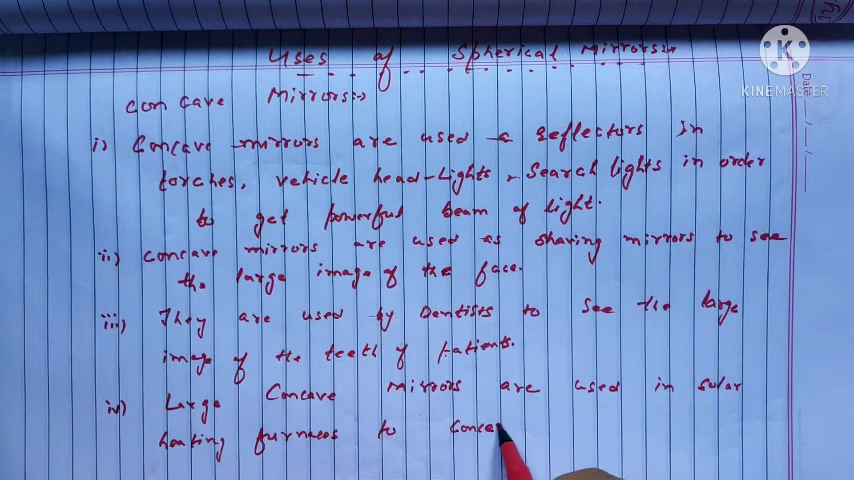 Uses of Spherical Mirrors:→
Concave Mirrors:→
i) Concave mirrors are used a reflectors In
torches, vehicle head-Lights, Search lights in order
to get powerful beam of light.
ii) concave mirrors are used as shaving mirrors to see
the large image of the face.
iii) They are used by Dentists to see the large
image of the teeth of patients.
iv) Large Concave Mirrors are used in solar
heating furnaces to Conce
K
KINEMASTER
Date